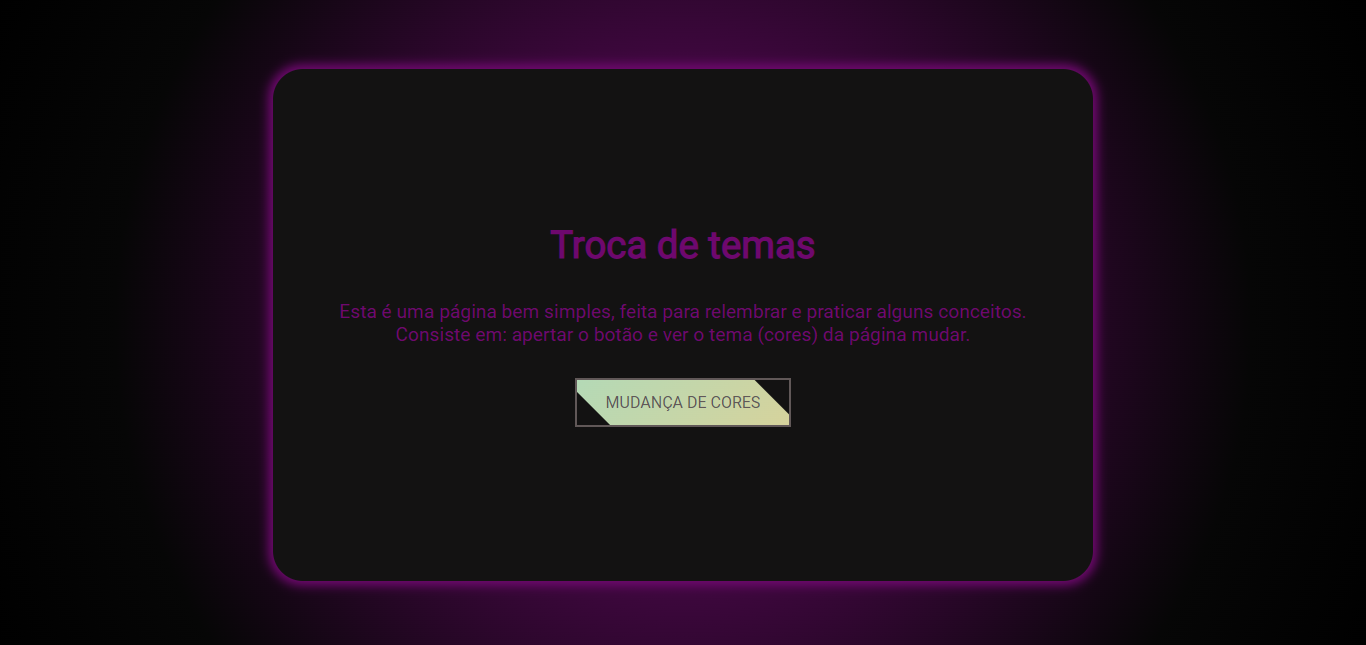 Troca de temas
Esta é uma página bem simples, feita para relembrar e praticar alguns conceitos.
Consiste em: apertar o botão e ver o tema (cores) da página mudar.
MUDANÇA DE CORES